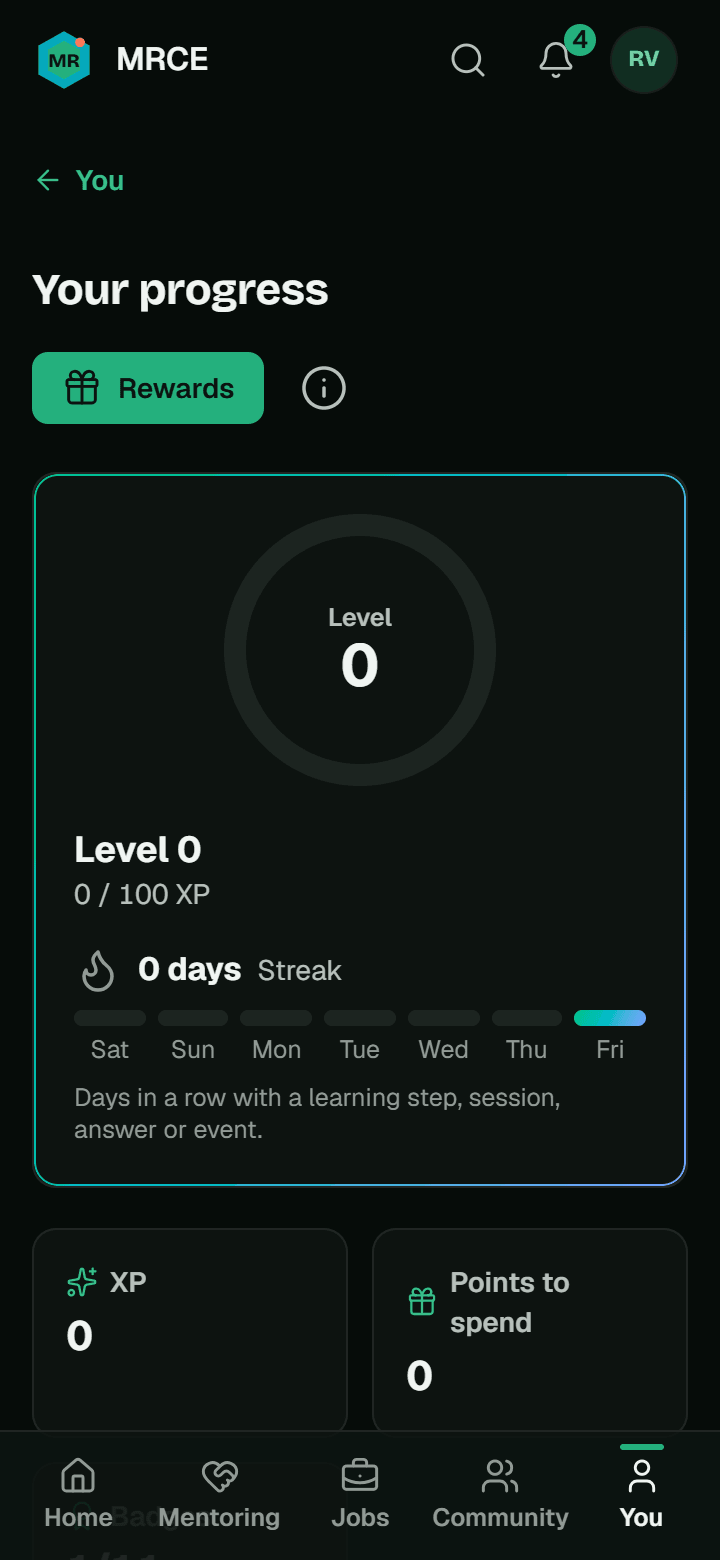 MR
MRCE
4
RV
You
Your progress
Rewards
Level
0
Level 0
0 / 100 XP
0 days Streak
Sat Sun Mon Tue Wed Thu Fri
Days in a row with a learning step, session,
answer or event.
XP
0
Points to
spend
0
Home Mentoring Jobs Community You